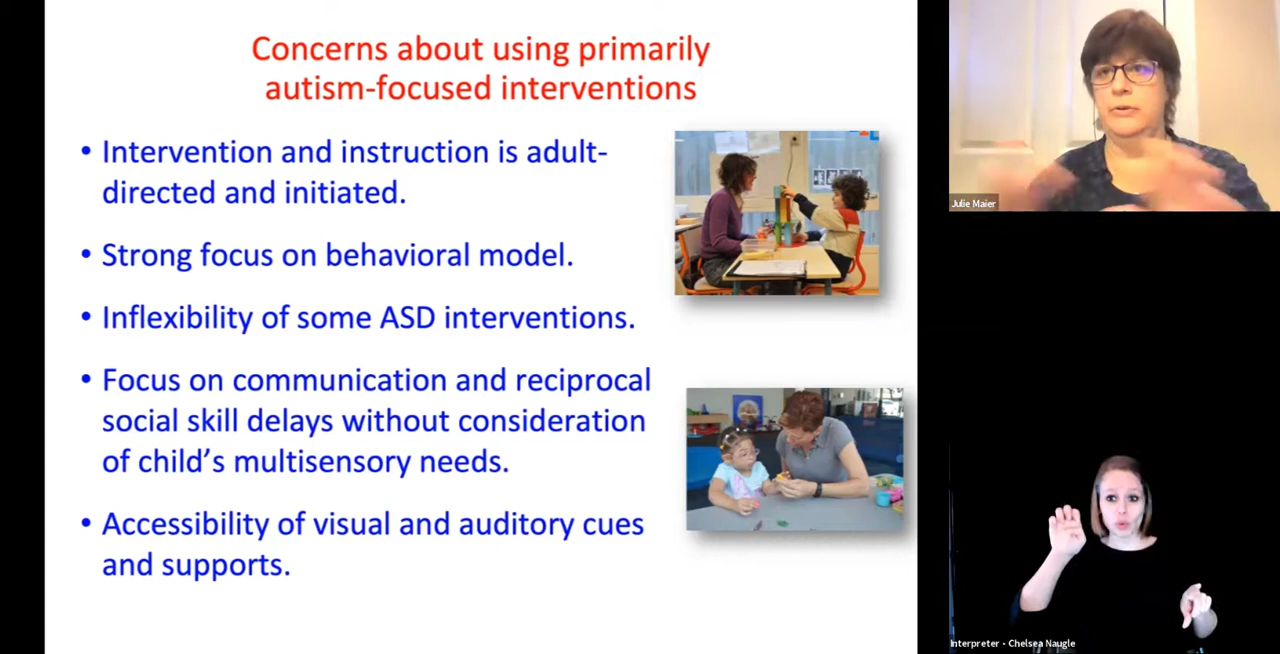 Concerns about using primarily
autism-focused interventions
• Intervention and instruction is adult-
directed and initiated.
• Strong focus on behavioral model.
• Inflexibility of some ASD interventions.
• Focus on communication and reciprocal
social skill delays without consideration
of child's multisensory needs.
• Accessibility of visual and auditory cues
and supports.
Julie Maier
Interpreter - Chelsea Naugle